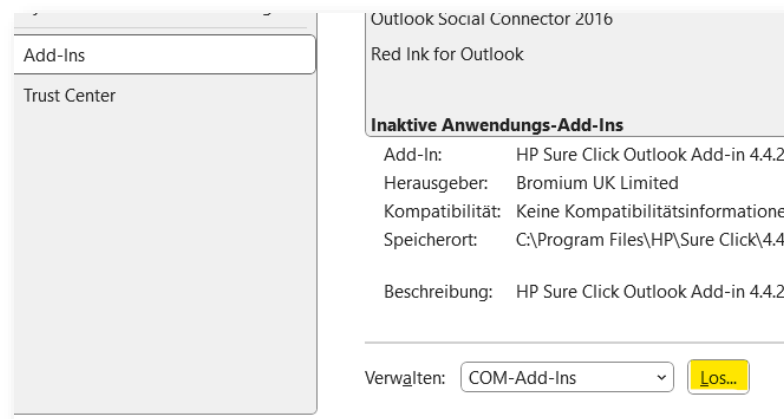 Outlook Social Connector 2016
Add-Ins
Red Ink for Outlook
Trust Center
Inaktive Anwendungs-Add-Ins
Add-In: HP Sure Click Outlook Add-in 4.4.2
Herausgeber: Bromium UK Limited
Kompatibilität: Keine Kompatibilitätsinformatione
Speicherort: C:\Program Files\HP\Sure Click\4.4
Beschreibung: HP Sure Click Outlook Add-in 4.4.2
Verwalten: COM-Add-Ins Los...